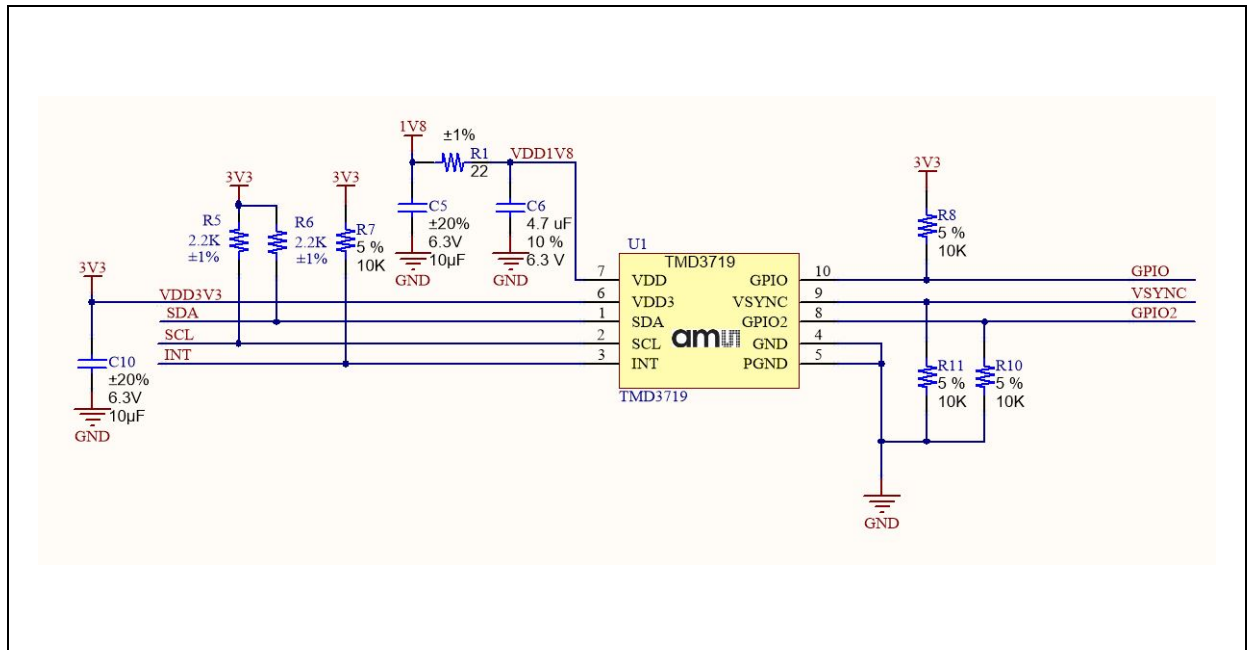 1V8
±1%
R1
22
VDD1V8
C5
±20%
6.3V
10µF
GND
C6
4.7 uF
10 %
6.3 V
GND
3V3
R5
2.2K
±1%
R6
2.2K
±1%
3V3
R7
5 %
10K
3V3
R8
5 %
10K
3V3
VDD3V3
SDA
SCL
INT
C10
±20%
6.3V
10µF
GND
U1
TMD3719
7 VDD GPIO 10
6 VDD3 VSYNC 9
1 SDA GPIO2 8
2 SCL GND 4
3 INT PGND 5
amu
TMD3719
GPIO
VSYNC
GPIO2
R11
5 %
10K
R10
5 %
10K
GND